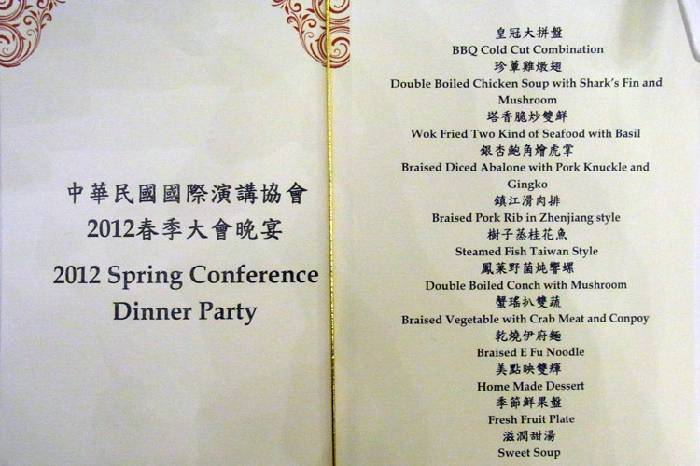 中華民國國際演講協會
2012春季大會晚宴
2012 Spring Conference
Dinner Party
皇冠大拼盤
BBQ Cold Cut Combination
珍蕈雞燉翅
Double Boiled Chicken Soup with Shark's Fin and
Mushroom
塔香脆炒雙鮮
Wok Fried Two Kind of Seafood with Basil
銀杏鮑角燴虎掌
Braised Diced Abalone with Pork Knuckle and
Gingko
鎮江滑肉排
Braised Pork Rib in Zhenjiang style
樹子蒸桂花魚
Steamed Fish Taiwan Style
鳳萊野菌炖響螺
Double Boiled Conch with Mushroom
蟹瑤扒雙蔬
Braised Vegetable with Crab Meat and Conpoy
乾燒伊府麵
Braised E Fu Noodle
美點映雙輝
Home Made Dessert
季節鮮果盤
Fresh Fruit Plate
滋潤甜湯
Sweet Soup